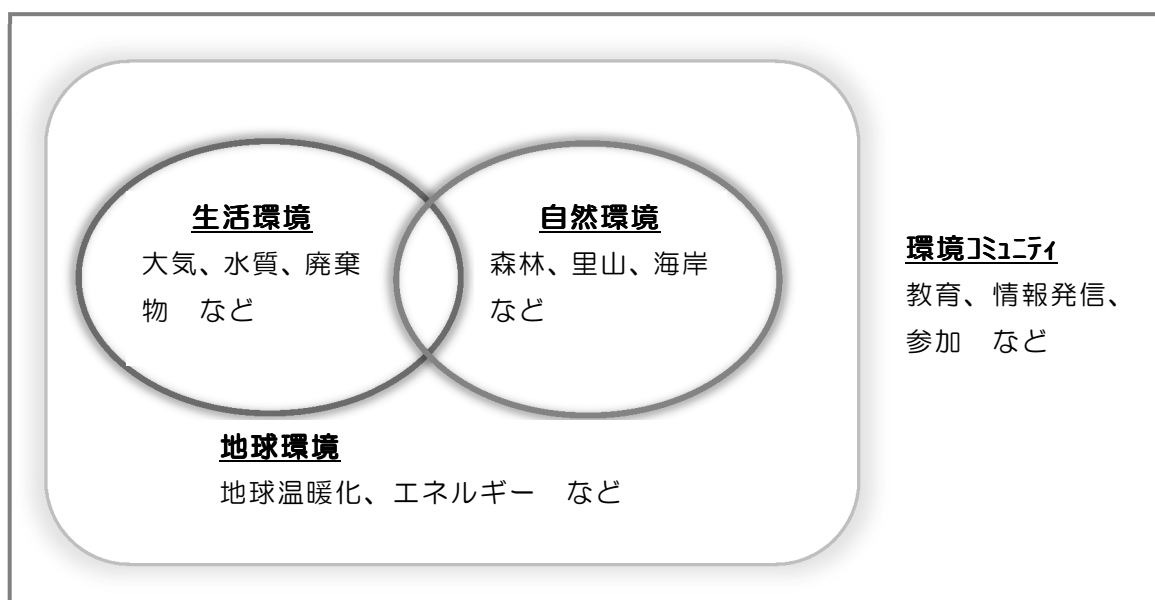 生活環境
大気、水質、廃棄
物　など
自然環境
森林、里山、海岸
など
地球環境
地球温暖化、エネルギー　など
環境ｺﾐｭﾆﾃｨ
教育、情報発信、
参加　など